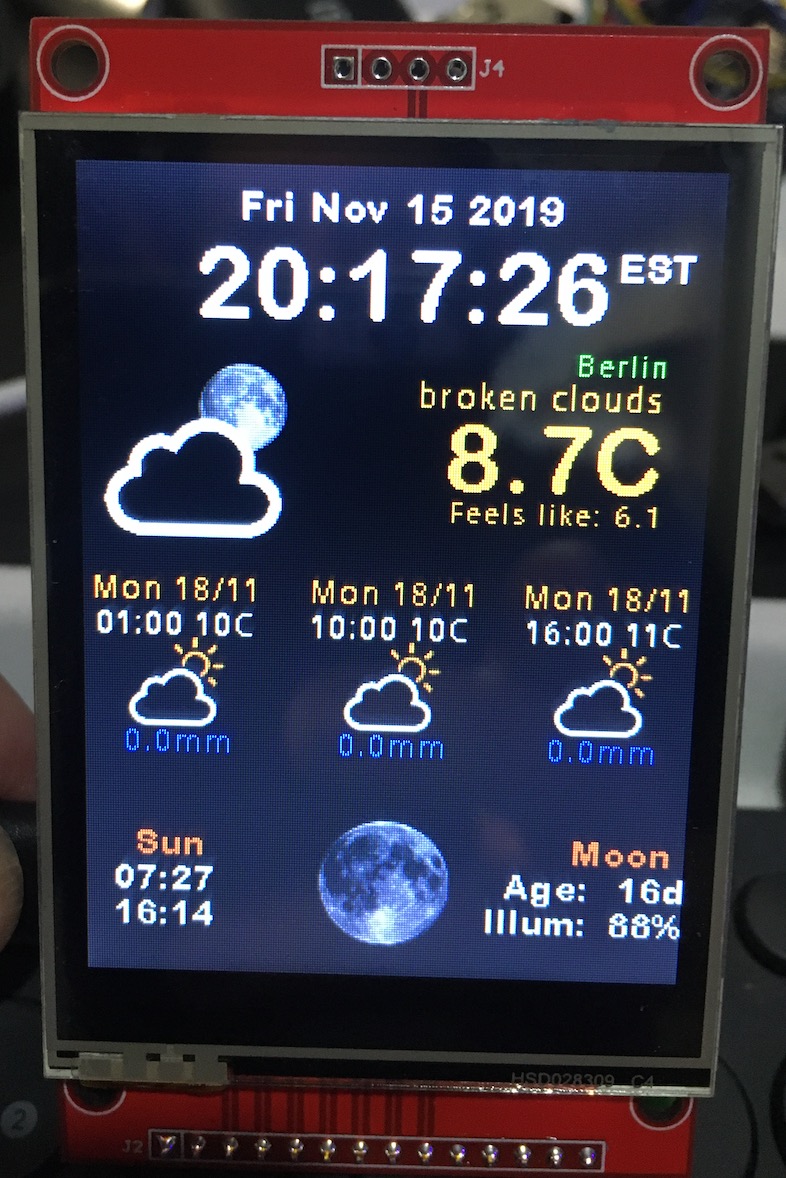 J4
Fri Nov 15 2019
20:17:26 EST
Berlin
broken clouds
8.7C
Feels like: 6.1
Mon 18/11 Mon 18/11 Mon 18/11
01:00 10C 10:00 10C 16:00 11C
0.0mm 0.0mm 0.0mm
Sun
07:27
16:14
Moon
Age: 16d
Illum: 88%
HSD028309 C4
2
J2